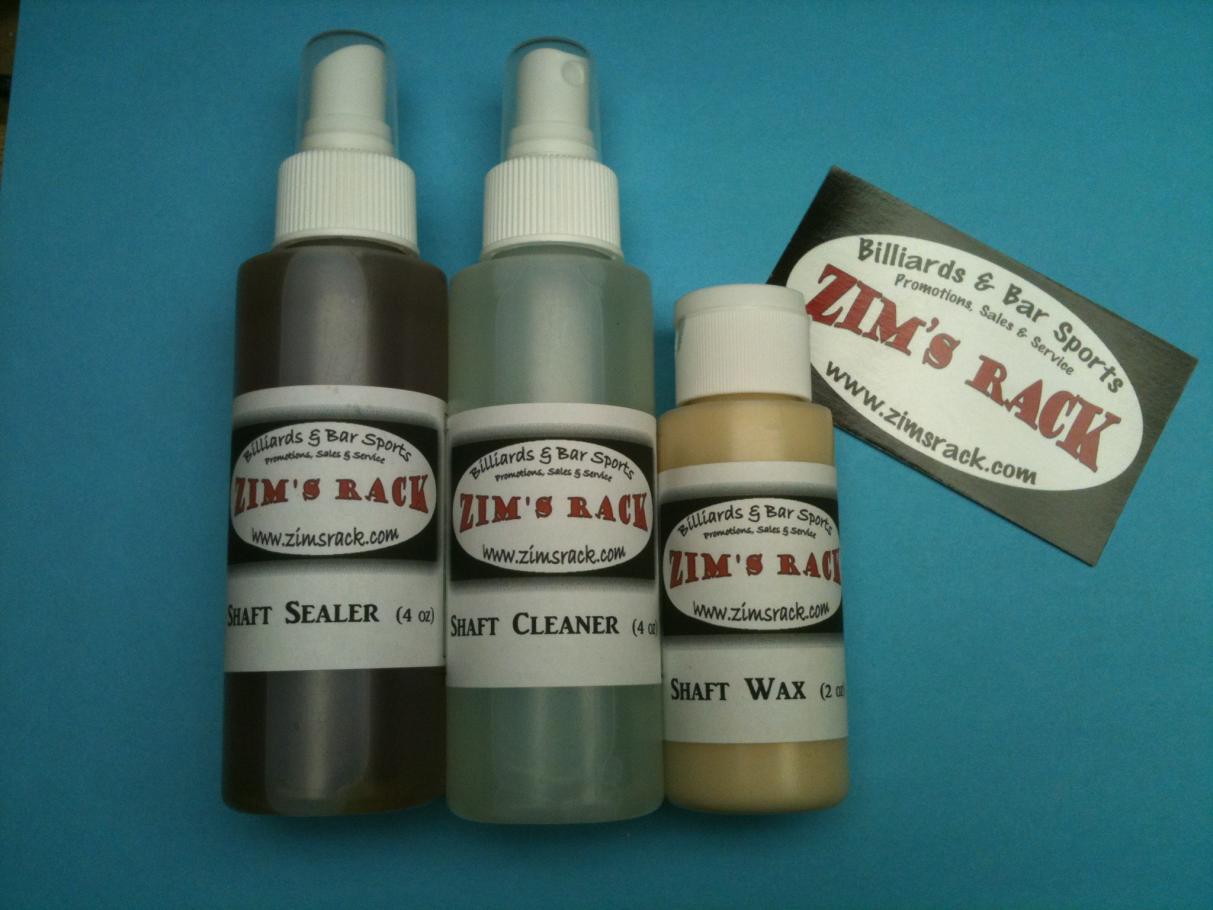 Billiards & Bar Sports
Promotions, Sales & Service
ZIM'S RACK
www.zimsrack.com
SHAFT SEALER (4 oz)
Billiards & Bar Sports
Promotions, Sales & Service
ZIM'S RACK
www.zimsrack.com
SHAFT CLEANER (4 oz
Billiards & Bar Sports
Promotions, Sales & Service
ZIM'S RACK
www.zimsrack.com
SHAFT WAX (2 oz
Billiards & Bar Sports
Promotions, Sales & Service
ZIM'S RACK
www.zimsrack.com